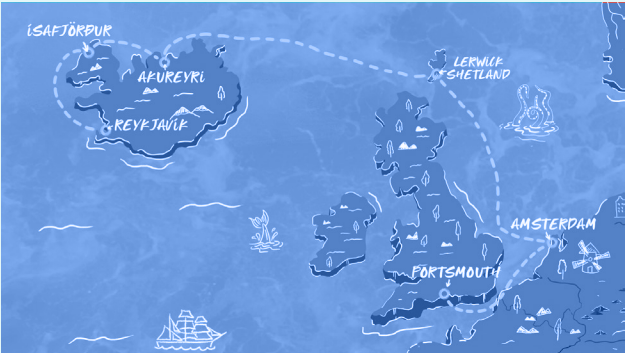 ÍSAFJÖRÐUR
AKUREYRI
REYKJAVÍK
LERWICK
SHETLAND
AMSTERDAM
PORTSMOUTH